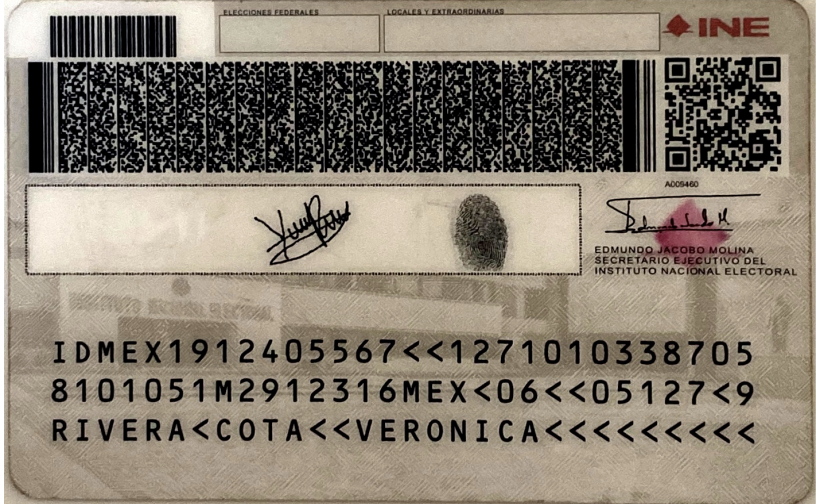 ELECCIONES FEDERALES
LOCALES Y EXTRAORDINARIAS
INE
A009460
EDMUNDO JACOBO MOLINA
SECRETARIO EJECUTIVO DEL
INSTITUTO NACIONAL ELECTORAL
IDMEX1912405567<<1271010338705
8101051M2912316MEX<06<<05127<9
RIVERA<COTA<<VERONICA<<<<<<<<<